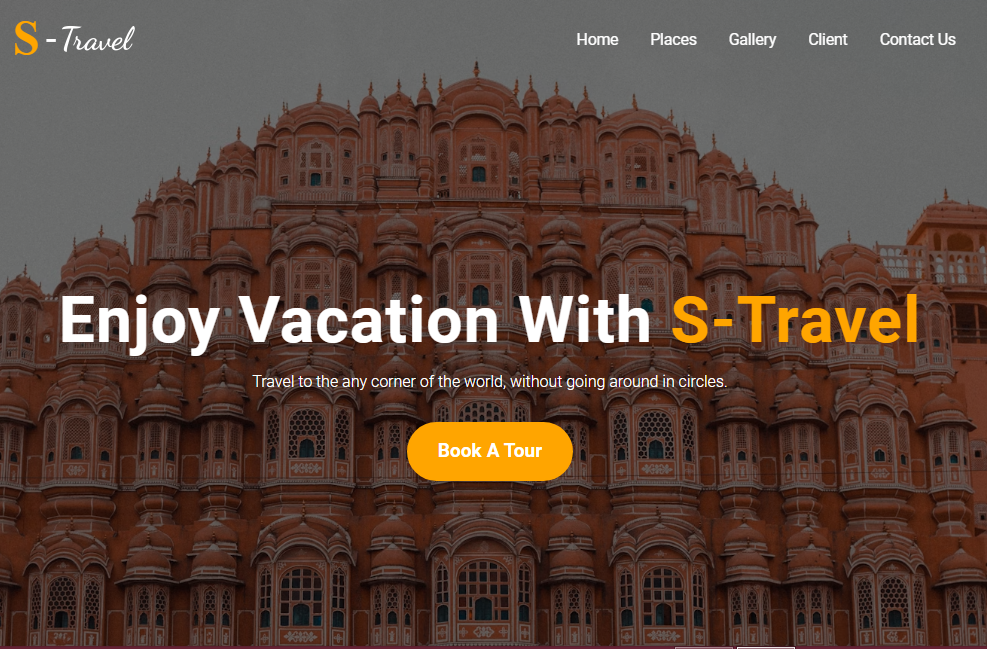 S - Travel
Home Places Gallery Client Contact Us
Enjoy Vacation With S-Travel
Travel to the any corner of the world, without going around in circles.
Book A Tour